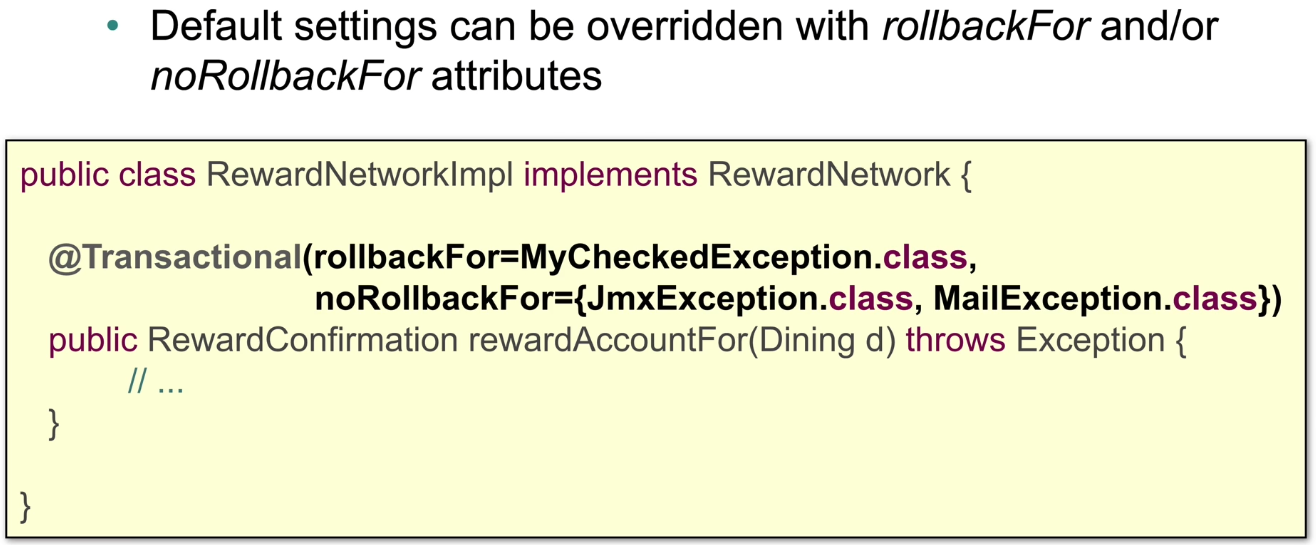 • Default settings can be overridden with rollbackFor and/or
noRollbackFor attributes
public class RewardNetworkImpl implements RewardNetwork {
@Transactional(rollbackFor=MyCheckedException.class,
noRollbackFor={JmxException.class, MailException.class})
public RewardConfirmation rewardAccountFor(Dining d) throws Exception {
// ...
}
}